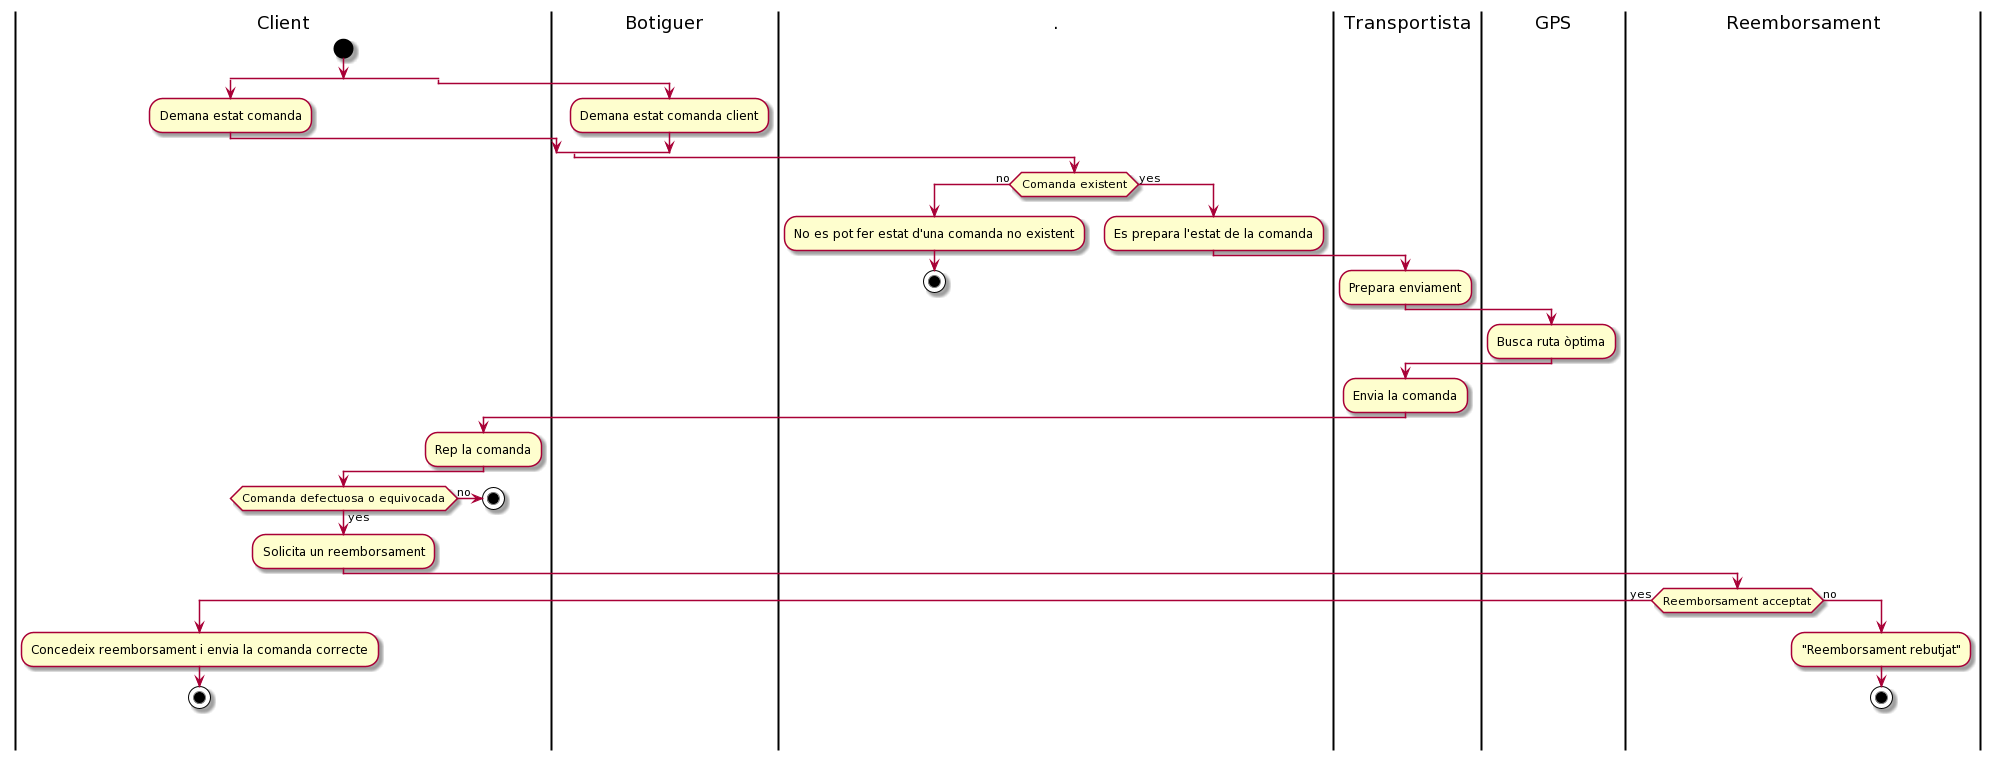 Client
Botiguer
.
Transportista
GPS
Reemborsament
Demana estat comanda
Demana estat comanda client
no
Comanda existent
yes
No es pot fer estat d'una comanda no existent
Es prepara l'estat de la comanda
Prepara enviament
Busca ruta òptima
Envia la comanda
Rep la comanda
Comanda defectuosa o equivocada
no
yes
Solicita un reemborsament
yes
Reemborsament acceptat
no
Concedeix reemborsament i envia la comanda correcte
"Reemborsament rebutjat"